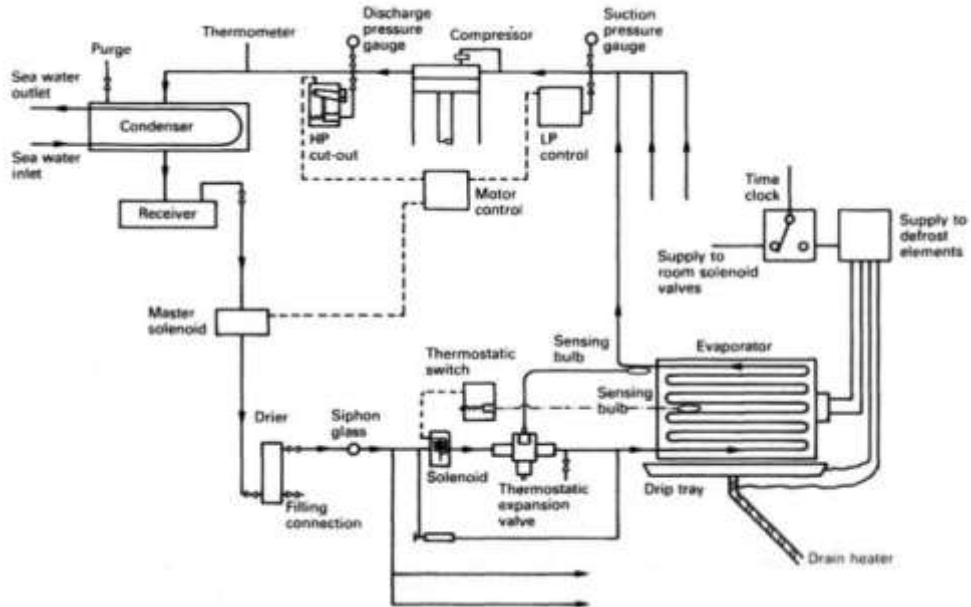 Discharge
pressure
gauge
Thermometer
Compressor
Suction
pressure
gauge
Purge
Sea water
outlet
Condenser
Sea water
inlet
HP
cut-out
LP
control
Motor
control
Receiver
Time
clock
Supply to
defrost
elements
Supply to
room solenoid
valves
Master
solenoid
Thermostatic
switch
Sensing
bulb
Evaporator
Sensing
bulb
Drier
Siphon
glass
Solenoid
Filling
connection
Thermostatic
expansion
valve
Drip tray
Drain heater